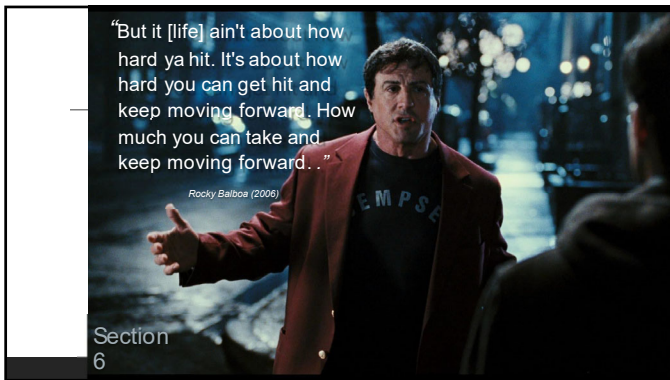 “But it [life] ain't about how
hard ya hit. It's about how
hard you can get hit and
keep moving forward. How
much you can take and
keep moving forward. .”
Rocky Balboa (2006)
EMPSE
Section
6